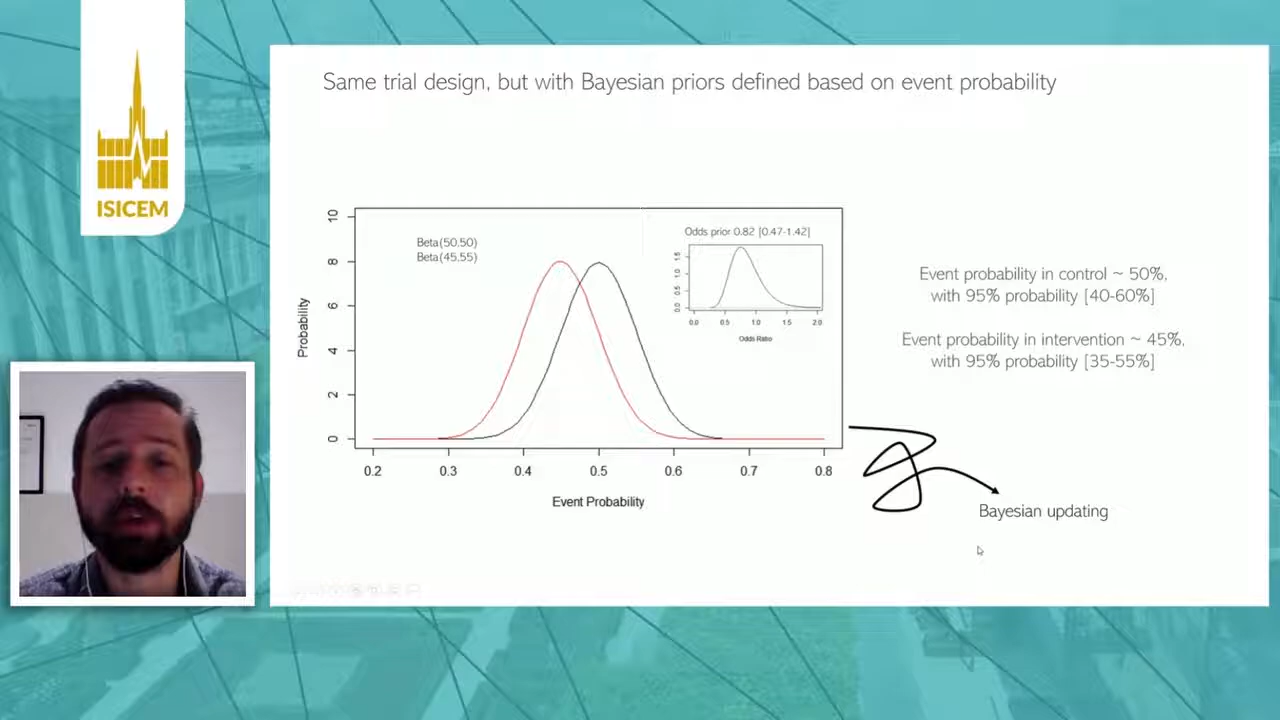 ISICEM
Same trial design, but with Bayesian priors defined based on event probability
Beta(50.50)
Beta(45.55)
Odds prior 0.82 [0.47-1.42]
10
8
6
4
2
0
Probability
0.2 0.3 0.4 0.5 0.6 0.7 0.8
Event Probability
1.5
1.0
0.5
0.0
0.0 0.5 1.0 1.5 2.0
Odds Ratio
Event probability in control ~ 50%,
with 95% probability [40-60%]
Event probability in intervention ~ 45%,
with 95% probability [35-55%]
Bayesian updating